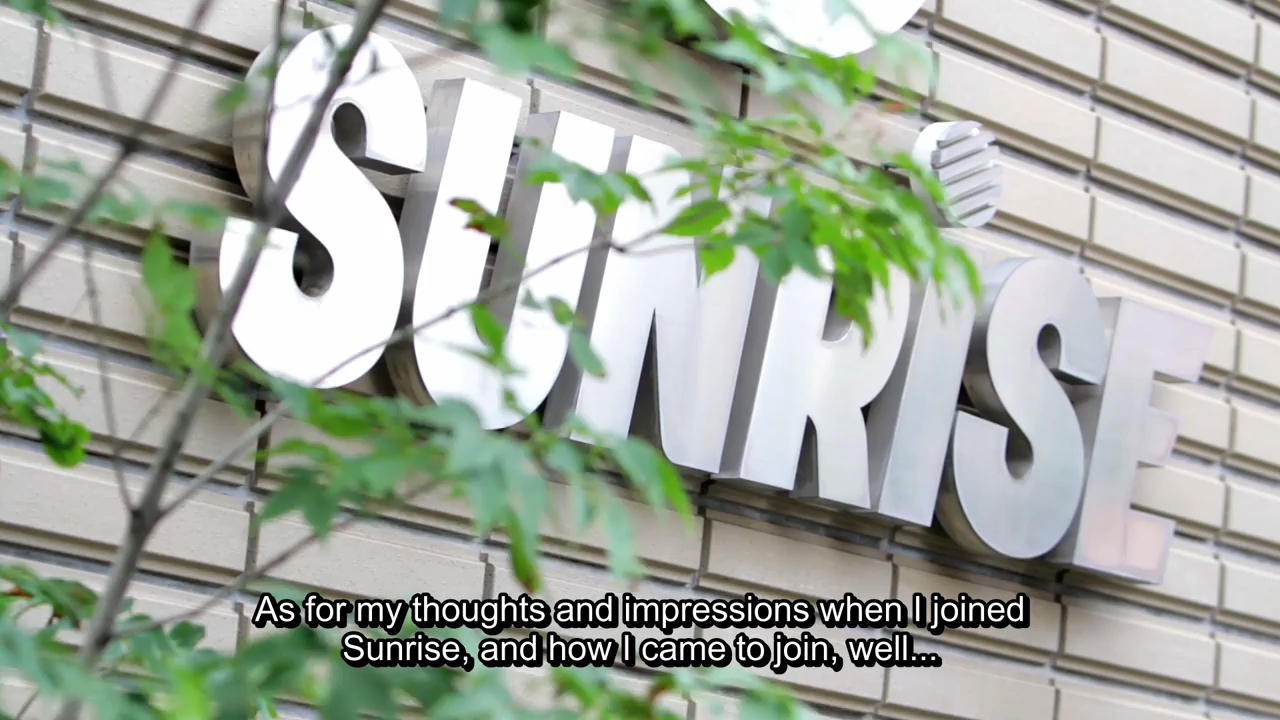 SUNRISE
As for my thoughts and impressions when I joined
Sunrise, and how I came to join, well...